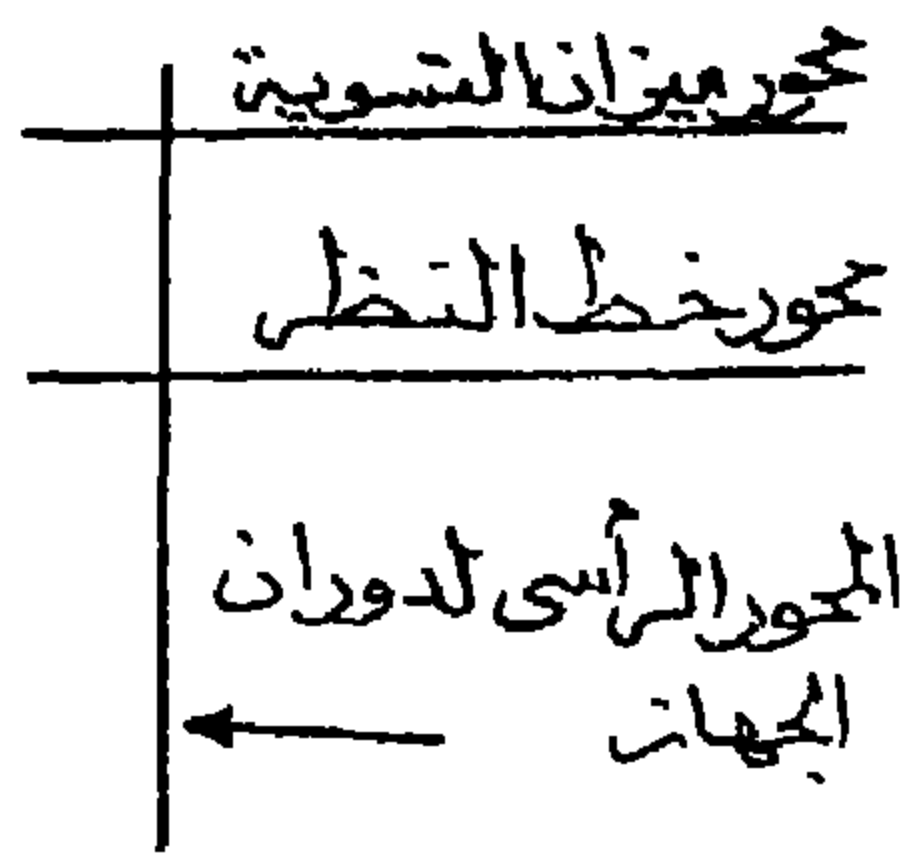 محور ميزان التسوية
محور خط النظر
المحور الرأسى لدوران
الجهاز